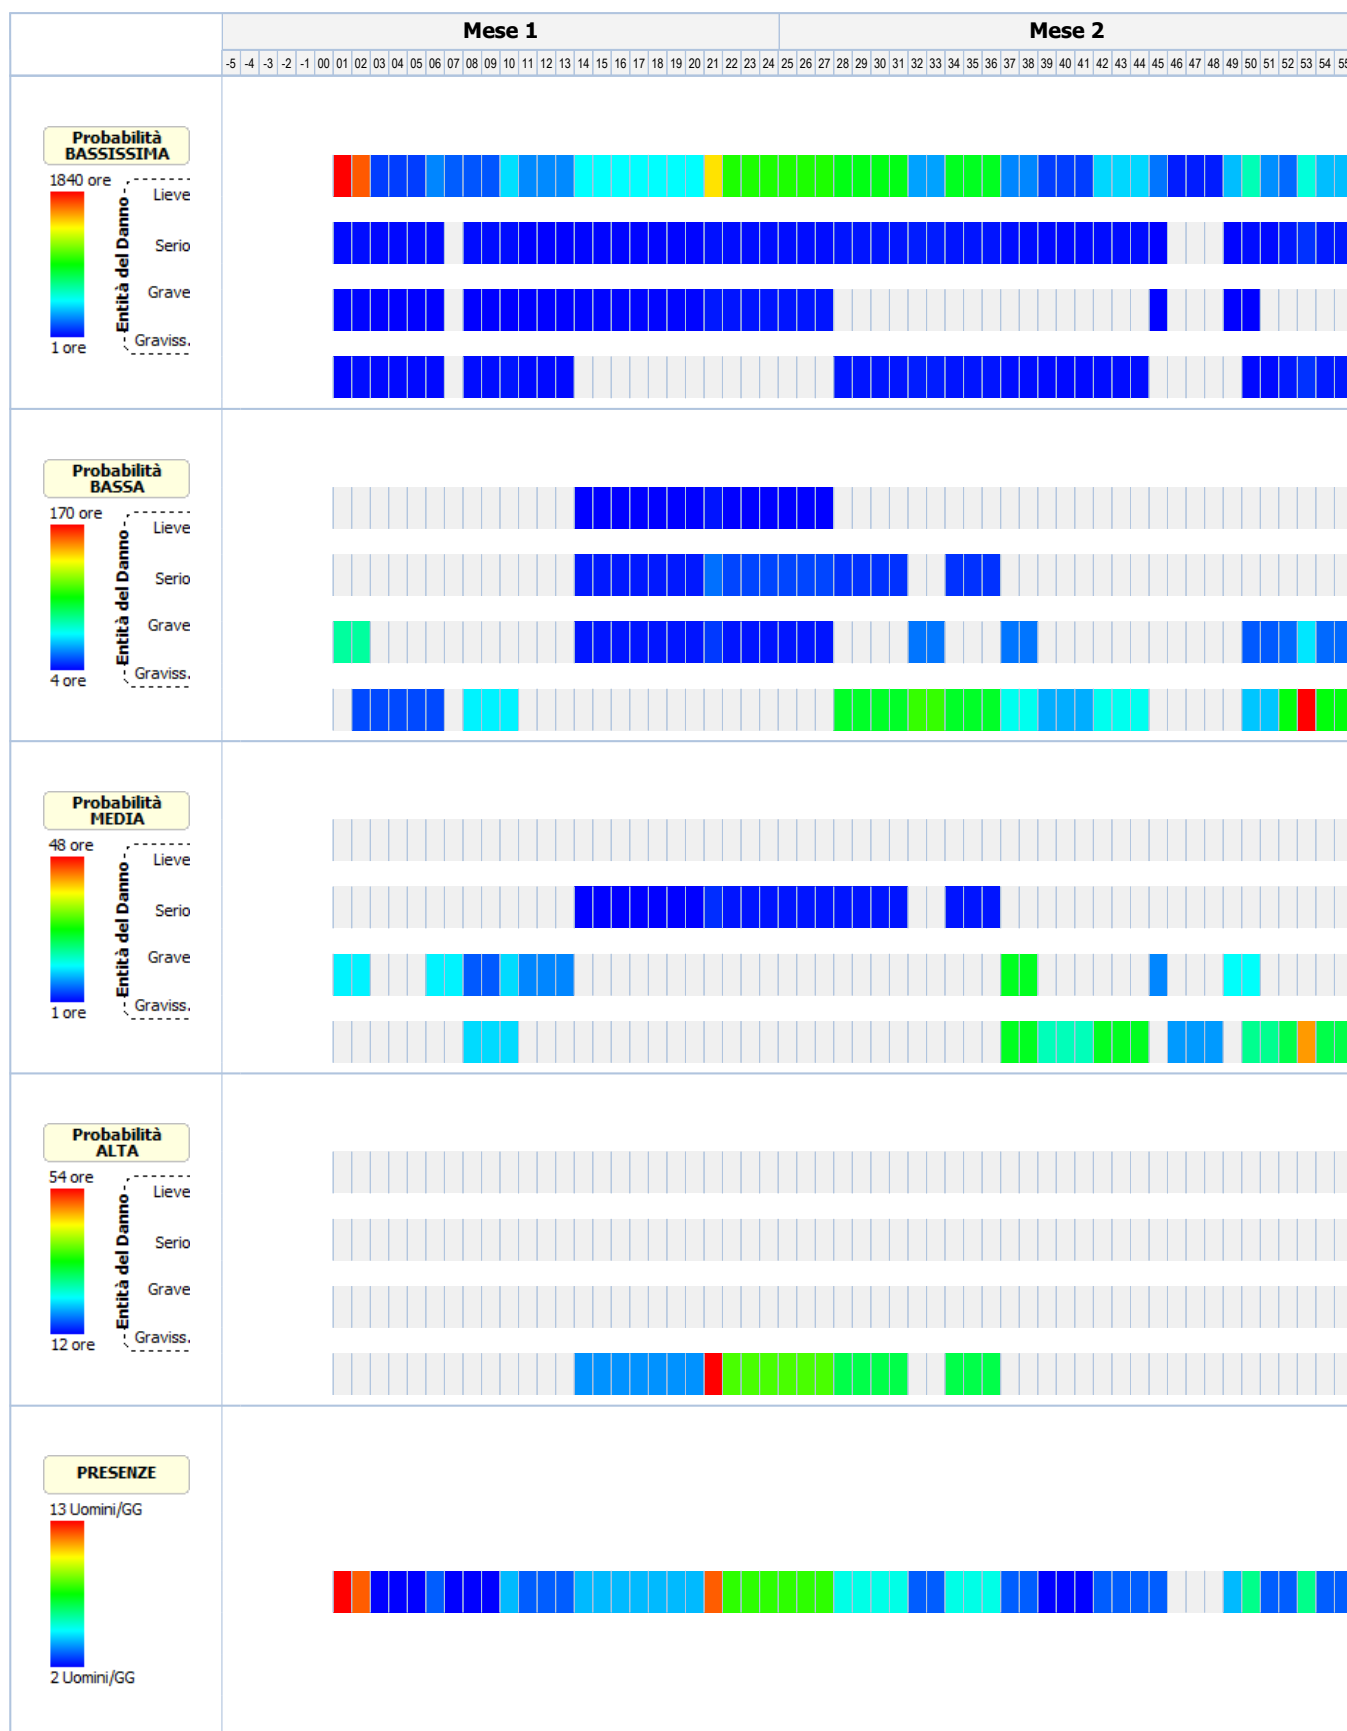 Mese 1 Mese 2
-5 -4 -3 -2 -1 00 01 02 03 04 05 06 07 08 09 10 11 12 13 14 15 16 17 18 19 20 21 22 23 24 25 26 27 28 29 30 31 32 33 34 35 36 37 38 39 40 41 42 43 44 45 46 47 48 49 50 51 52 53 54 55
Probabilità
BASSISSIMA
1840 ore
Entità del Danno
Lieve
Serio
Grave
Graviss.
1 ore
Probabilità
BASSA
170 ore
Entità del Danno
Lieve
Serio
Grave
Graviss.
4 ore
Probabilità
MEDIA
48 ore
Entità del Danno
Lieve
Serio
Grave
Graviss.
1 ore
Probabilità
ALTA
54 ore
Entità del Danno
Lieve
Serio
Grave
Graviss.
12 ore
PRESENZE
13 Uomini/GG
2 Uomini/GG